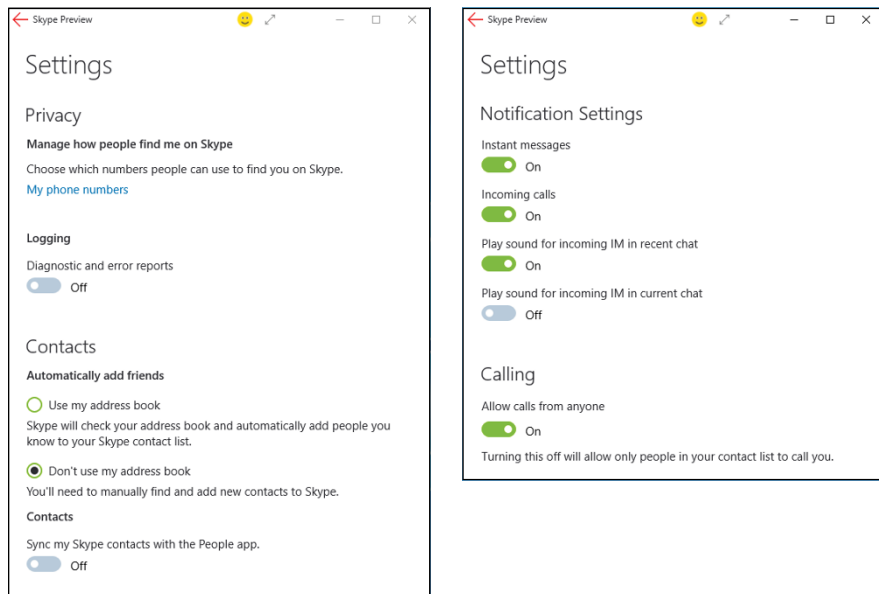 Skype Preview
Settings
Privacy
Manage how people find me on Skype
Choose which numbers people can use to find you on Skype.
My phone numbers
Logging
Diagnostic and error reports
Off
Contacts
Automatically add friends
Use my address book
Skype will check your address book and automatically add people you
know to your Skype contact list.
Don't use my address book
You'll need to manually find and add new contacts to Skype.
Contacts
Sync my Skype contacts with the People app.
Off
Skype Preview
Settings
Notification Settings
Instant messages
On
Incoming calls
On
Play sound for incoming IM in recent chat
On
Play sound for incoming IM in current chat
Off
Calling
Allow calls from anyone
On
Turning this off will allow only people in your contact list to call you.